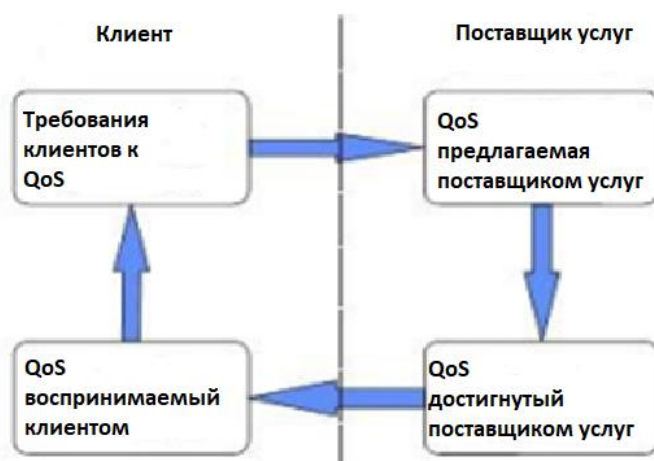 Клиент
Поставщик услуг
Требования
клиентов к
QoS
QoS
предлагаемая
поставщиком услуг
QoS
воспринимаемый
клиентом
QoS
достигнутый
поставщиком услуг